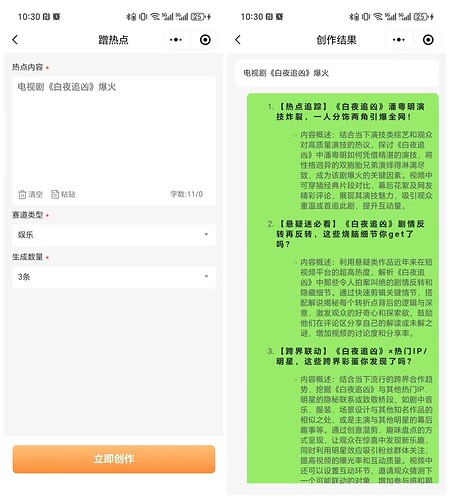 10:30
25
蹭热点
热点内容 *
电视剧《白夜追凶》爆火
清空 粘贴 字数:11/0
赛道类型 *
娱乐
生成数量 *
3条
立即创作
10:30
25
创作结果
电视剧《白夜追凶》爆火
1. 【热点追踪】《白夜追凶》潘粤明演
技炸裂，一人分饰两角引爆全网！
内容概述：结合当下演技类综艺和观众
对高质量演技的热议，探讨《白夜追
凶》中潘粤明如何凭借精湛的演技，将
性格迥异的双胞胎兄弟演绎得淋漓尽
致，成为该剧爆火的关键因素。视频中
可穿插经典片段对比、幕后花絮及网友
精彩评论，展现其演技魅力，吸引观众
重温或首追此剧，提升互动量。
2. 【悬疑迷必看】《白夜追凶》剧情反
转再反转，这些烧脑细节你get了
吗？
内容概述：利用悬疑类作品近年来在短
视频平台的超高热度，解析《白夜追
凶》中那些令人拍案叫绝的剧情反转和
隐藏细节。通过快速剪辑关键情节，搭
配解说揭秘每个转折点背后的逻辑与深
意，激发观众的好奇心和探索欲，鼓励
他们在评论区分享自己的解读或未解之
谜，增加视频的讨论度和分享率。
3. 【跨界联动】《白夜追凶》×热门IP/
明星，这些跨界彩蛋你发现了吗？
内容概述：结合当下流行的跨界合作趋
势，挖掘《白夜追凶》与其他热门IP、
明星的隐秘联系或致敬桥段，如剧中音
乐、服装、场景设计与其他知名作品的
相似之处，或是主演与其他明星的幕后
故事等。通过创意混剪、趣味盘点的方
式呈现，让观众在惊喜中发现新乐趣，
同时利用明星效应吸引粉丝群体关注，
提高视频的曝光率和互动质量。视频中
还可以设置互动环节，邀请观众猜测下
一个可能联动的对象，增加参与感和期